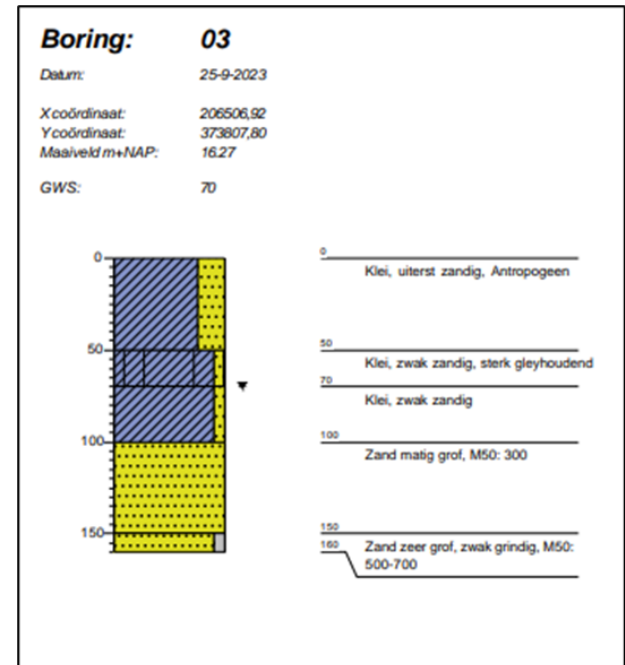 Boring: 03
Datum: 25-9-2023
X coördinaat: 206506,92
Y coördinaat: 373807,80
Maaiveld m+NAP: 16.27
GWS: 70
0
50
100
150
0
Klei, uiterst zandig, Antropogeen
50
Klei, zwak zandig, sterk gleyhoudend
70
Klei, zwak zandig
100
Zand matig grof, M50: 300
150
160
Zand zeer grof, zwak grindig, M50:
500-700